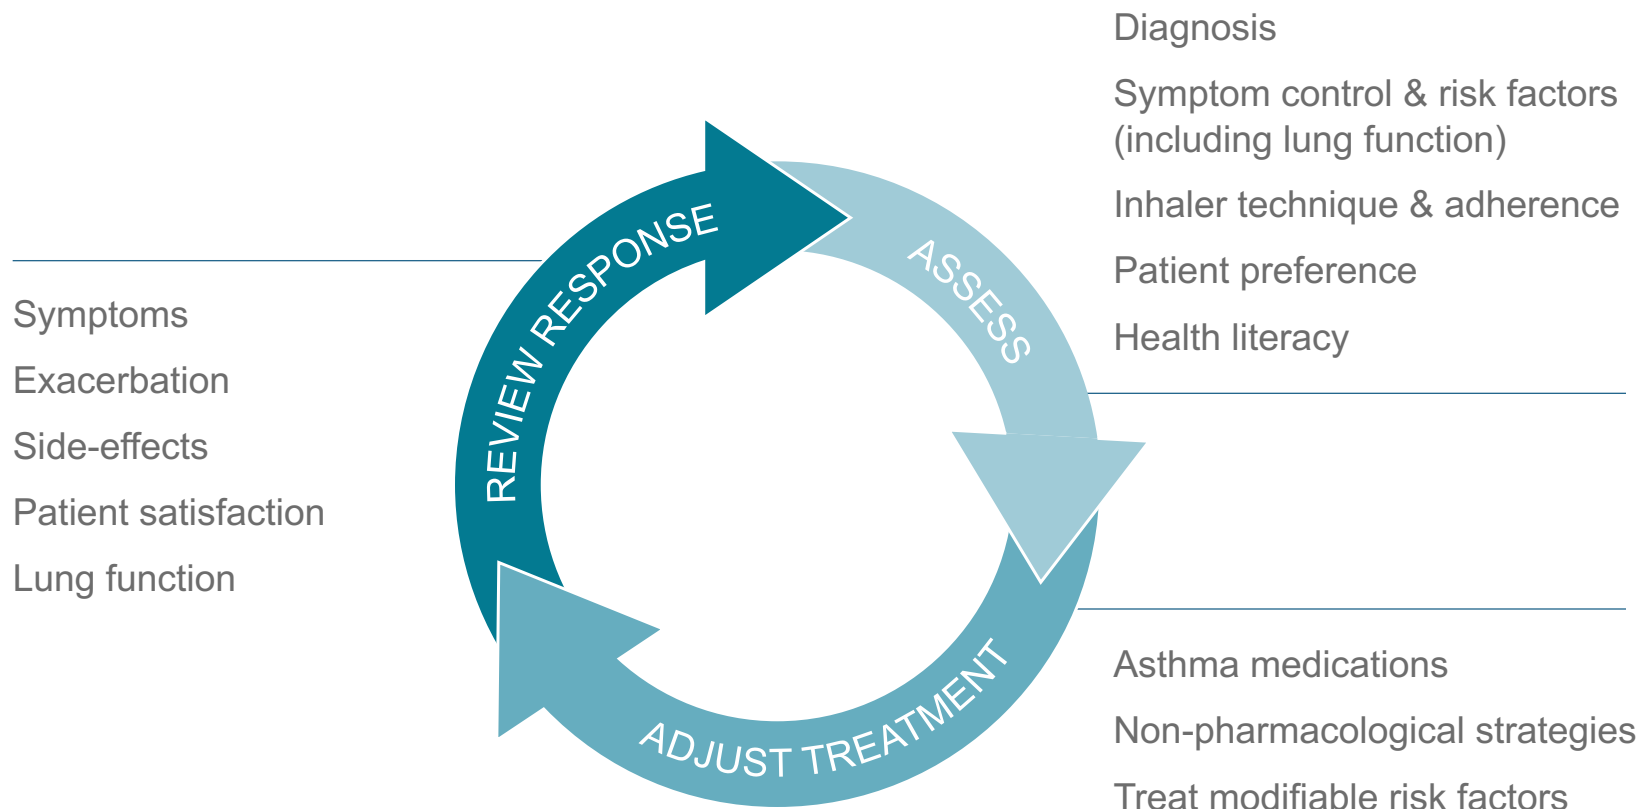 Diagnosis
Symptom control & risk factors
(including lung function)
Inhaler technique & adherence
Patient preference
Health literacy
REVIEW RESPONSE
ASSESS
Symptoms
Exacerbation
Side-effects
Patient satisfaction
Lung function
ADJUST TREATMENT
Asthma medications
Non-pharmacological strategies
Treat modifiable risk factors